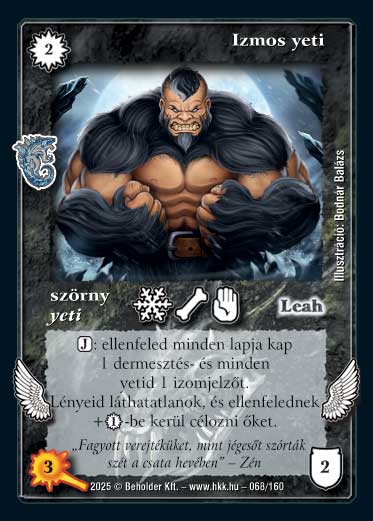 2
Izmos yeti
Illusztráció: Bodnár Balázs
szörny
yeti
Leah
J: ellenfeled minden lapja kap
1 dermesztés- és minden
yetid 1 izomjelzőt.
Lényeid láthatatlanok, és ellenfelednek
+1-be kerül célozni őket.
„Fagyott verejtéküket, mint jégesőt szórták
szét a csata hevében” – Zén
3
2
2025 © Beholder Kft. – www.hkk.hu – 068/160